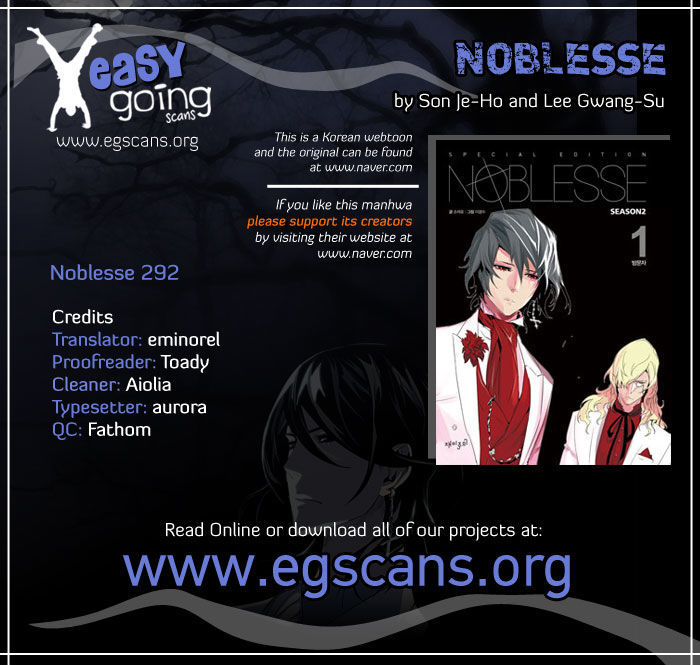 easy
going
scans
www.egscans.org
NOBLESSE
by Son Je-Ho and Lee Gwang-Su
This is a Korean webtoon
and the original can be found
at www.naver.com
If you like this manhwa
please support its creators
by visiting their website at
www.naver.com
SPECIAL EDITION
NOBLESSE
SEASON2
1
방문자
Noblesse 292
Credits
Translator: eminorel
Proofreader: Toady
Cleaner: Aiolia
Typesetter: aurora
QC: Fathom
Read Online or download all of our projects at:
www.egscans.org